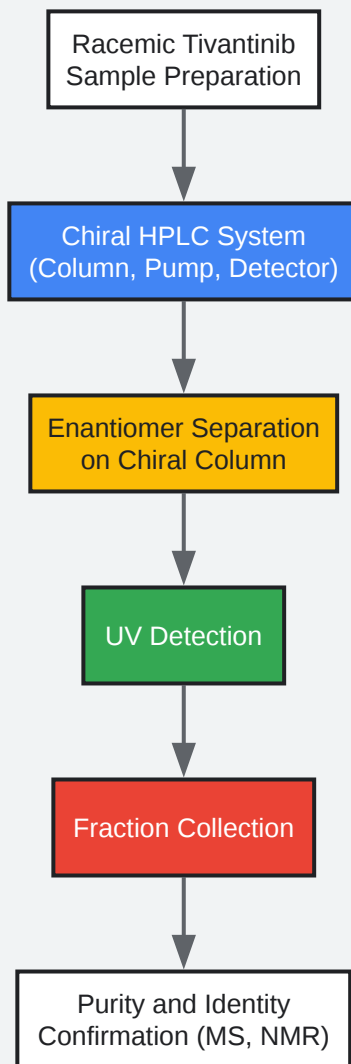 Racemic Tivantinib
Sample Preparation
Chiral HPLC System
(Column, Pump, Detector)
Enantiomer Separation
on Chiral Column
UV Detection
Fraction Collection
Purity and Identity
Confirmation (MS, NMR)